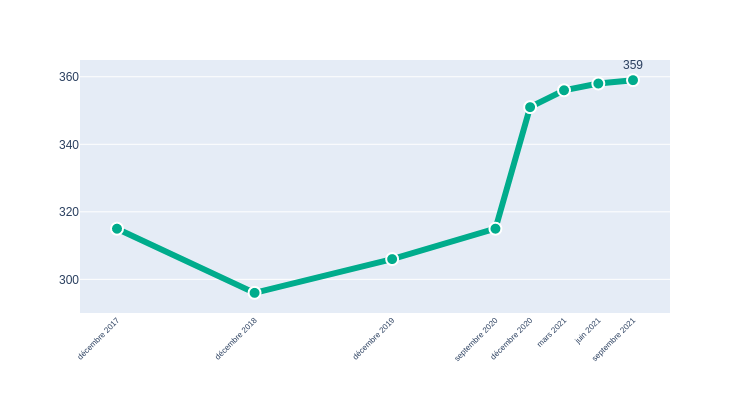 359
360
340
320
300
décembre 2017
décembre 2018
décembre 2019
septembre 2020
décembre 2020
mars 2021
juin 2021
septembre 2021